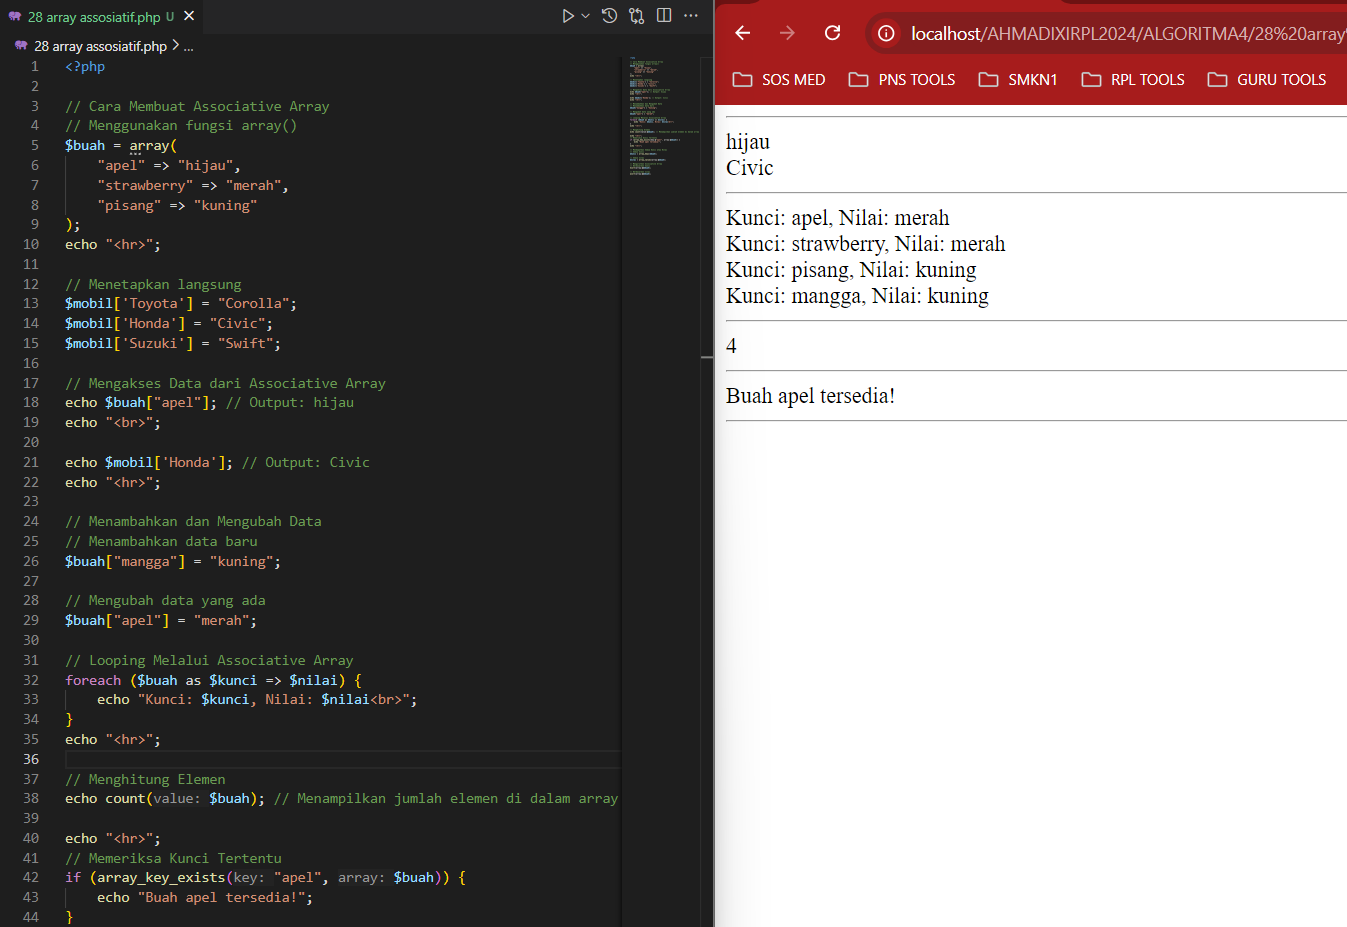 28 array assosiatif.php U
28 array assosiatif.php > ...
1 <?php
2
3 // Cara Membuat Associative Array
4 // Menggunakan fungsi array()
5 $buah = array(
6 "apel" => "hijau",
7 "strawberry" => "merah",
8 "pisang" => "kuning"
9 );
10 echo "<hr>";
11
12 // Menetapkan langsung
13 $mobil['Toyota'] = "Corolla";
14 $mobil['Honda'] = "Civic";
15 $mobil['Suzuki'] = "Swift";
16
17 // Mengakses Data dari Associative Array
18 echo $buah["apel"]; // Output: hijau
19 echo "<br>";
20
21 echo $mobil['Honda']; // Output: Civic
22 echo "<hr>";
23
24 // Menambahkan dan Mengubah Data
25 // Menambahkan data baru
26 $buah["mangga"] = "kuning";
27
28 // Mengubah data yang ada
29 $buah["apel"] = "merah";
30
31 // Looping Melalui Associative Array
32 foreach ($buah as $kunci => $nilai) {
33 echo "Kunci: $kunci, Nilai: $nilai<br>";
34 }
35 echo "<hr>";
36
37 // Menghitung Elemen
38 echo count(value: $buah); // Menampilkan jumlah elemen di dalam array
39
40 echo "<hr>";
41 // Memeriksa Kunci Tertentu
42 if (array_key_exists(key: "apel", array: $buah)) {
43 echo "Buah apel tersedia!";
44 }
localhost/AHMADIXIRPL2024/ALGORITMA4/28%20array
SOS MED PNS TOOLS SMKN1 RPL TOOLS GURU TOOLS
hijau
Civic
Kunci: apel, Nilai: merah
Kunci: strawberry, Nilai: merah
Kunci: pisang, Nilai: kuning
Kunci: mangga, Nilai: kuning
4
Buah apel tersedia!